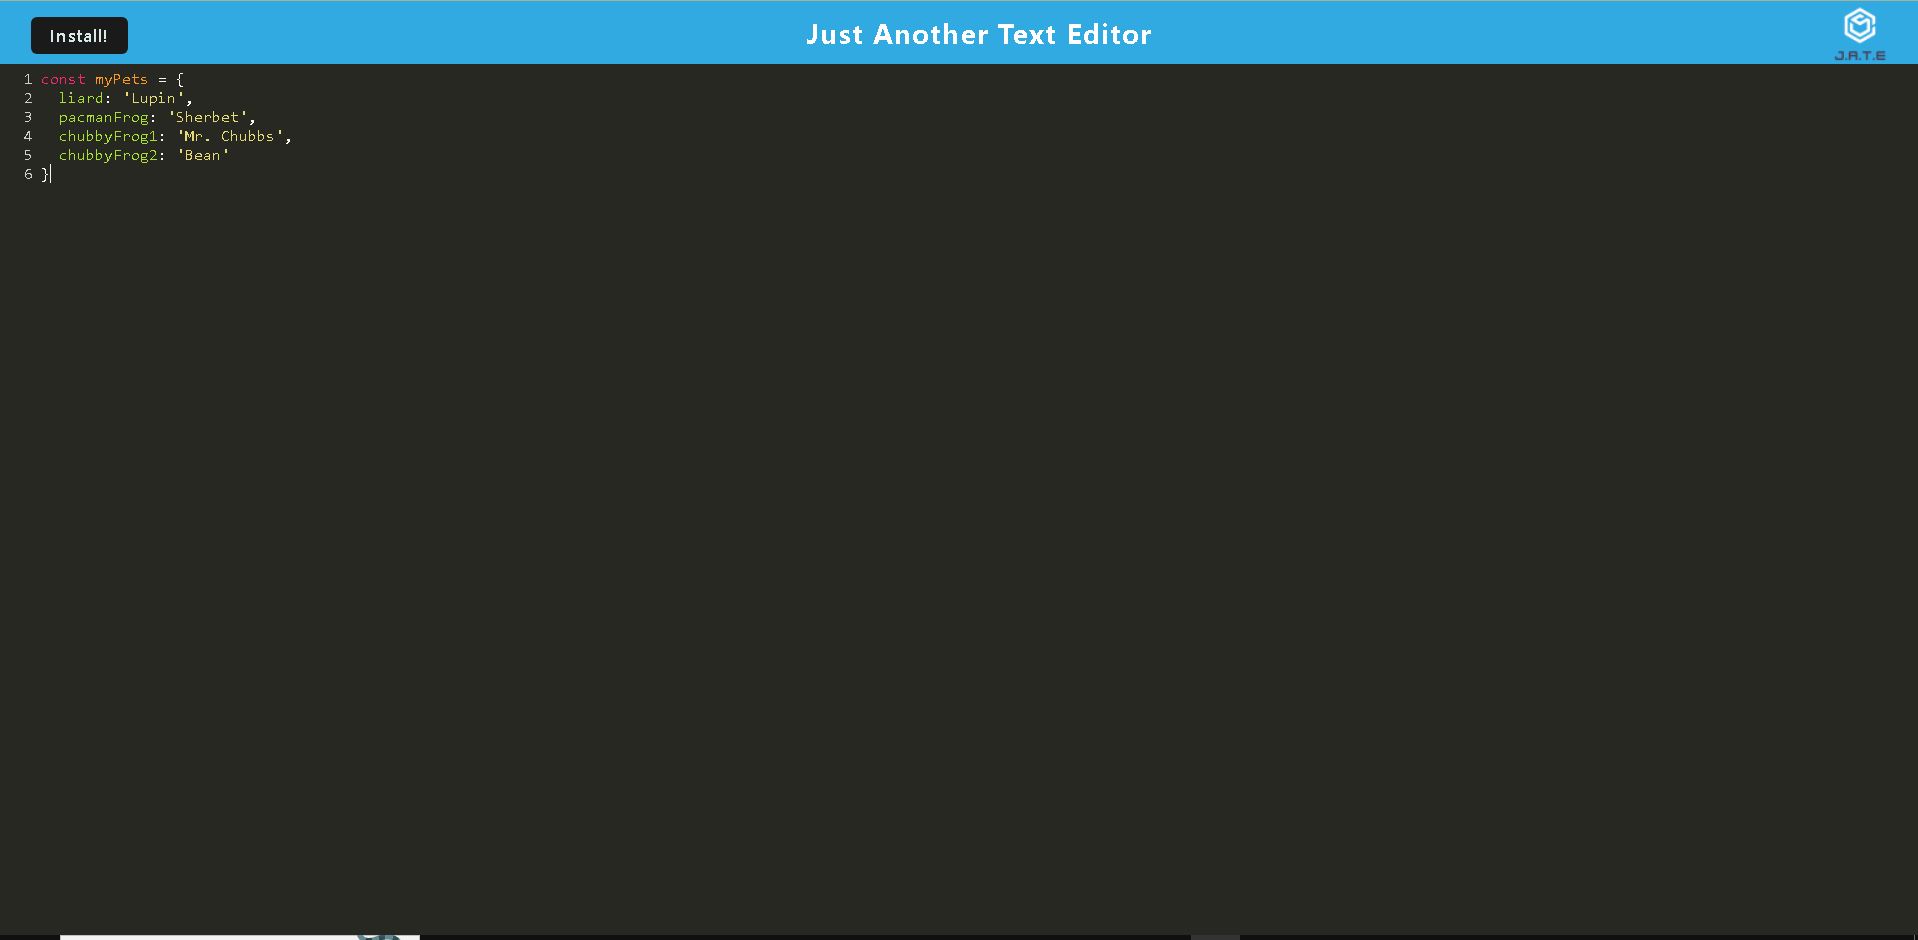 Install!
Just Another Text Editor
J.A.T.E
1 const myPets = {
2   liard: 'Lupin',
3   pacmanFrog: 'Sherbet',
4   chubbyFrog1: 'Mr. Chubbs',
5   chubbyFrog2: 'Bean'
6 }